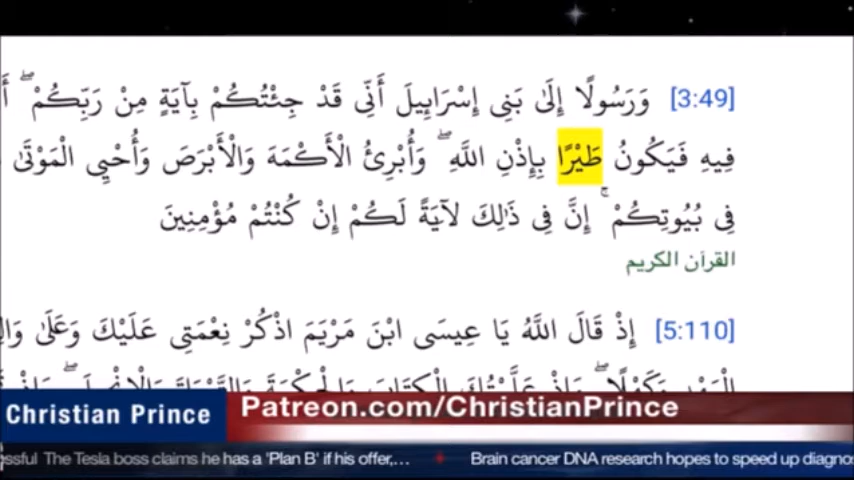 [3:49] وَرَسُولًا إِلَىٰ بَنِي إِسْرَائِيلَ أَنِّي قَدْ جِئْتُكُمْ بِآيَةٍ مِنْ رَبِّكُمْ ۖ
فِيهِ فَيَكُونُ طَيْرًا بِإِذْنِ اللَّهِ ۖ وَأُبْرِئُ الْأَكْمَهَ وَالْأَبْرَصَ وَأُحْيِي الْمَوْتَىٰ
فِي بُيُوتِكُمْ ۚ إِنَّ فِي ذَٰلِكَ لَآيَةً لَكُمْ إِنْ كُنْتُمْ مُؤْمِنِينَ
القرآن الكريم
[5:110] إِذْ قَالَ اللَّهُ يَا عِيسَى ابْنَ مَرْيَمَ اذْكُرْ نِعْمَتِي عَلَيْكَ وَعَلَىٰ
Christian Prince
Patreon.com/ChristianPrince
The Tesla boss claims he has a 'Plan B' if his offer,... Brain cancer DNA research hopes to speed up